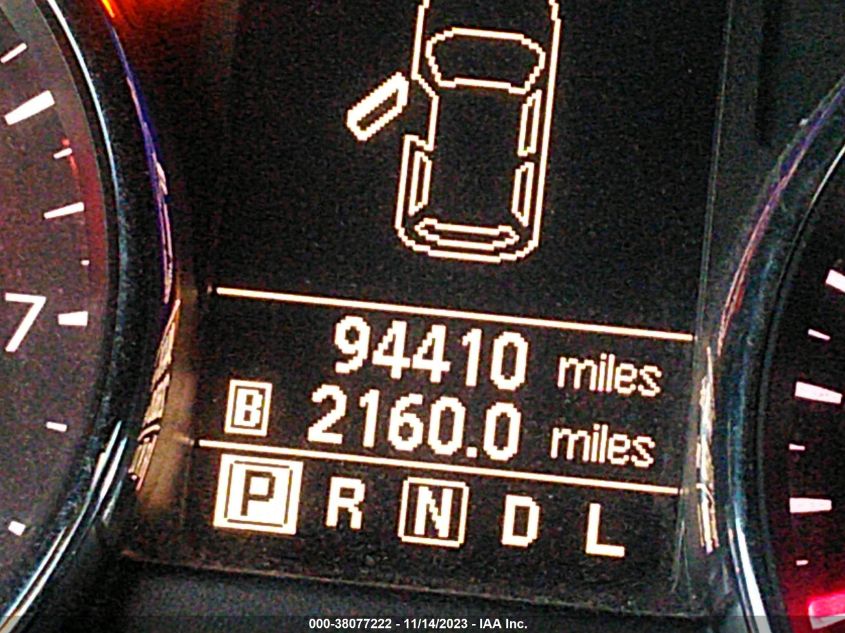 7
94410 miles
B 2160.0 miles
P R N D L
000-38077222 - 11/14/2023 - IAA Inc.